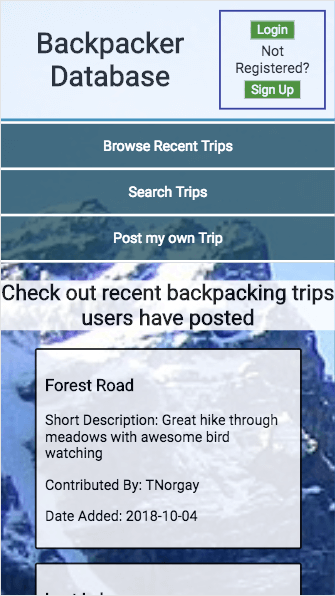 Backpacker
Database
Login
Not
Registered?
Sign Up
Browse Recent Trips
Search Trips
Post my own Trip
Check out recent backpacking trips
users have posted
Forest Road
Short Description: Great hike through
meadows with awesome bird
watching
Contributed By: TNorgay
Date Added: 2018-10-04